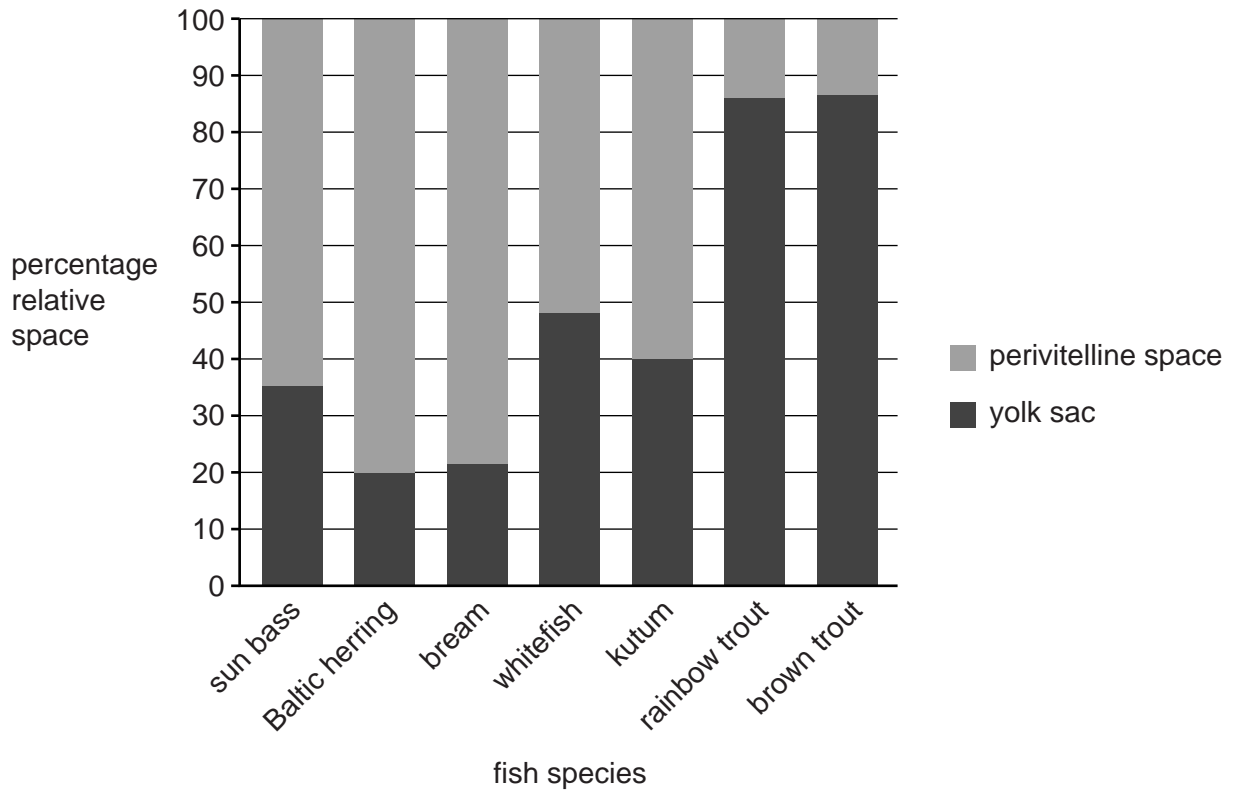 100
90
80
70
60
50
40
30
20
10
0
percentage
relative
space
sun bass
Baltic herring
bream
whitefish
kutum
rainbow trout
brown trout
fish species
perivitelline space
yolk sac